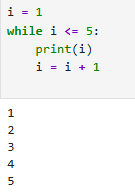 i = 1
while i <= 5:
    print(i)
    i = i + 1
1
2
3
4
5